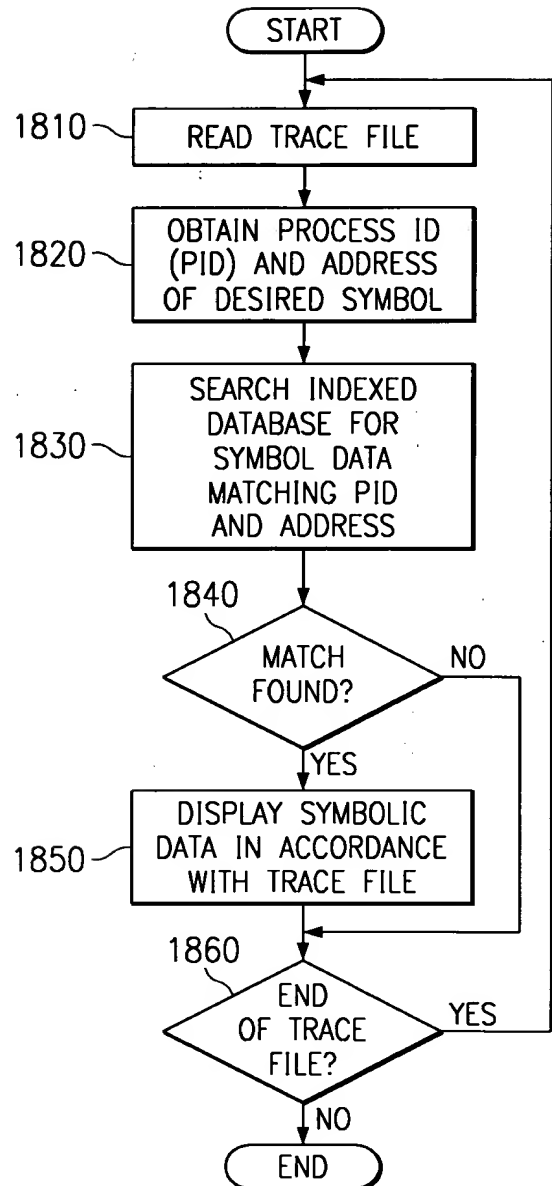 START
1810
READ TRACE FILE
1820
OBTAIN PROCESS ID
(PID) AND ADDRESS
OF DESIRED SYMBOL
1830
SEARCH INDEXED
DATABASE FOR
SYMBOL DATA
MATCHING PID
AND ADDRESS
1840
MATCH
FOUND?
NO
YES
1850
DISPLAY SYMBOLIC
DATA IN ACCORDANCE
WITH TRACE FILE
1860
END
OF TRACE
FILE?
YES
NO
END